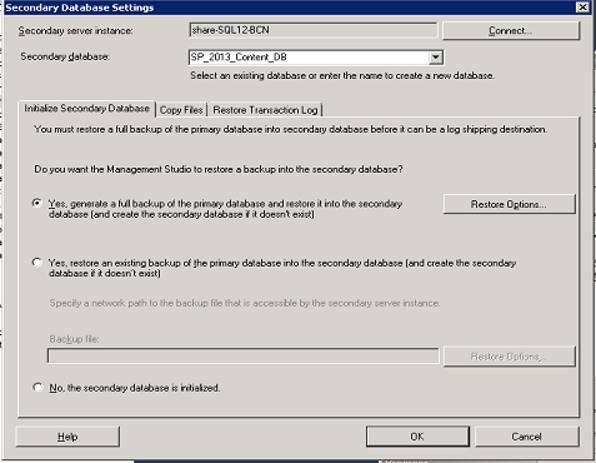 Secondary Database Settings
Secondary server instance:
share-SQL12-BCN
Connect...
Secondary database:
SP_2013_Content_DB
Select an existing database or enter the name to create a new database.
Initialize Secondary Database
Copy Files
Restore Transaction Log
You must restore a full backup of the primary database into secondary database before it can be a log shipping destination.
Do you want the Management Studio to restore a backup into the secondary database?
Yes, generate a full backup of the primary database and restore it into the secondary
database (and create the secondary database if it doesn't exist)
Restore Options...
Yes, restore an existing backup of the primary database into the secondary database (and create the secondary
database if it doesn't exist)
Specify a network path to the backup file that is accessible by the secondary server instance.
Backup file:
Restore Options...
No, the secondary database is initialized.
Help
OK
Cancel